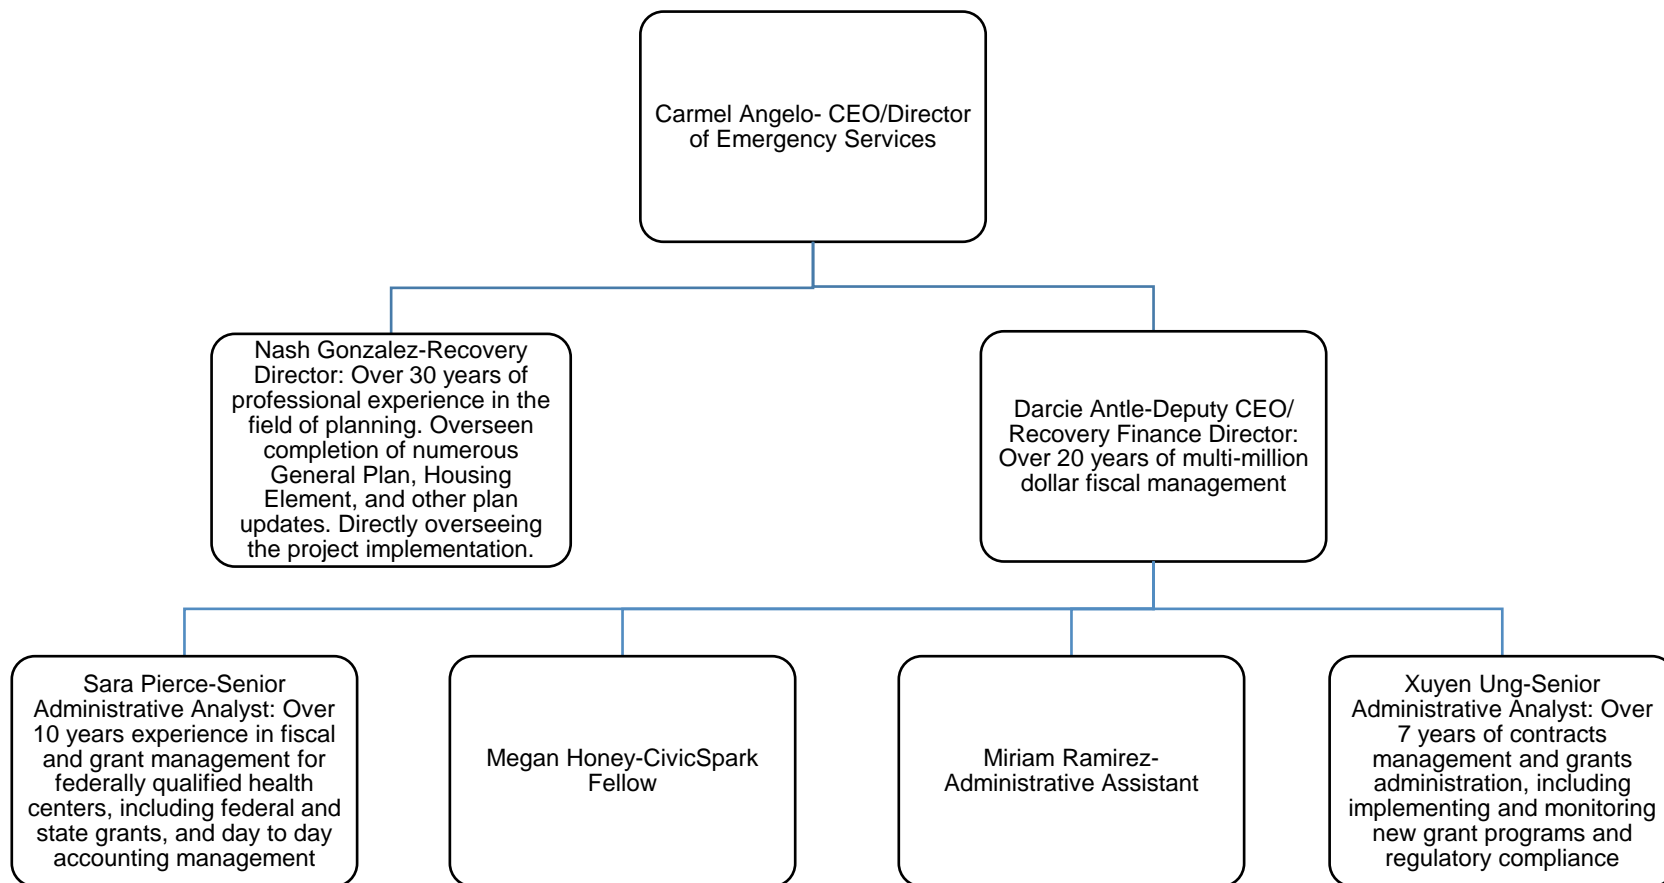 Carmel Angelo- CEO/Director
of Emergency Services
Nash Gonzalez-Recovery
Director: Over 30 years of
professional experience in the
field of planning. Overseen
completion of numerous
General Plan, Housing
Element, and other plan
updates. Directly overseeing
the project implementation.
Darcie Antle-Deputy CEO/
Recovery Finance Director:
Over 20 years of multi-million
dollar fiscal management
Sara Pierce-Senior
Administrative Analyst: Over
10 years experience in fiscal
and grant management for
federally qualified health
centers, including federal and
state grants, and day to day
accounting management
Megan Honey-CivicSpark
Fellow
Miriam Ramirez-
Administrative Assistant
Xuyen Ung-Senior
Administrative Analyst: Over
7 years of contracts
management and grants
administration, including
implementing and monitoring
new grant programs and
regulatory compliance